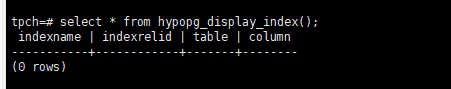 tpch=# select * from hypopg_display_index();
 indexname | indexrelid | table | column
-----------+------------+-------+--------
(0 rows)